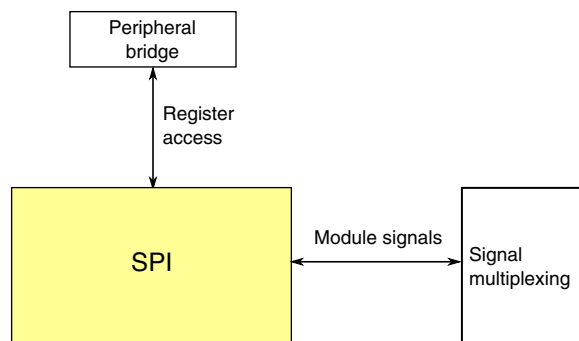 Peripheral
bridge
Register
access
SPI
Module signals
Signal
multiplexing